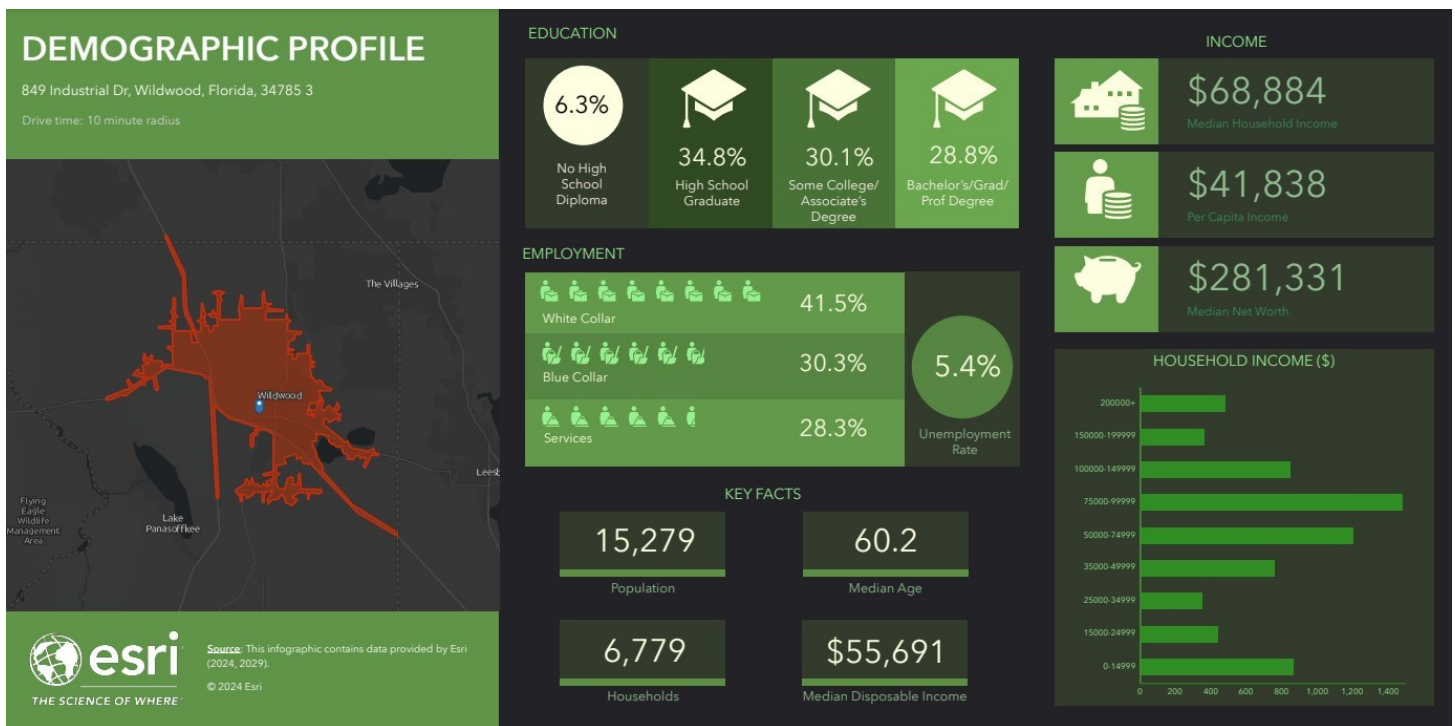 DEMOGRAPHIC PROFILE
849 Industrial Dr, Wildwood, Florida, 34785 3
Drive time: 10 minute radius
The Villages
Wildwood
Leesb
Flying
Eagle
Wildlife
Management
Area
Lake
Panasoffkee
esri
THE SCIENCE OF WHERE
Source: This infographic contains data provided by Esri
(2024, 2029).
© 2024 Esri
EDUCATION
6.3%
No High
School
Diploma
34.8%
High School
Graduate
30.1%
Some College/
Associate's
Degree
28.8%
Bachelor's/Grad/
Prof Degree
EMPLOYMENT
White Collar
41.5%
Blue Collar
30.3%
Services
28.3%
5.4%
Unemployment
Rate
KEY FACTS
15,279
Population
60.2
Median Age
6,779
Households
$55,691
Median Disposable Income
INCOME
$68,884
Median Household Income
$41,838
Per Capita Income
$281,331
Median Net Worth
HOUSEHOLD INCOME ($)
200000+
150000-199999
100000-149999
75000-99999
50000-74999
35000-49999
25000-34999
15000-24999
0-14999
0 200 400 600 800 1,000 1,200 1,400